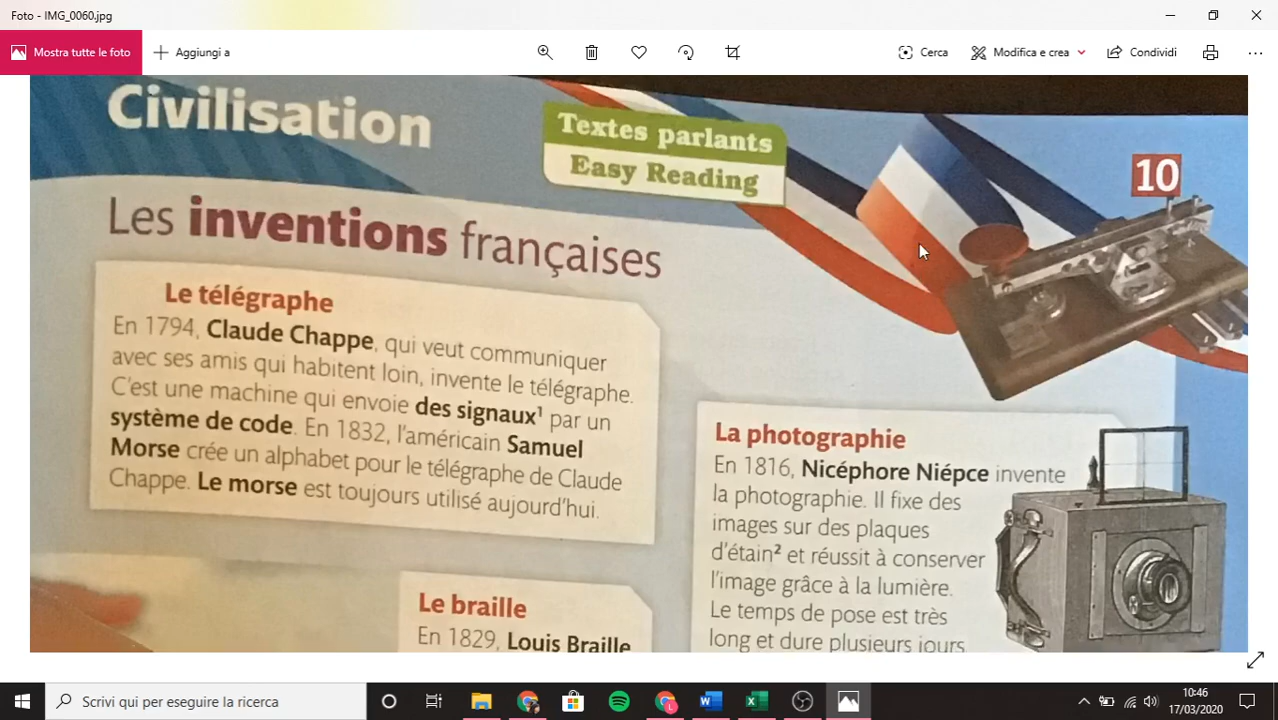 Foto - IMG_0060.jpg
Mostra tutte le foto
Aggiungi a
Cerca
Modifica e crea
Condividi
Civilisation
Textes parlants
Easy Reading
10
Les inventions françaises
Le télégraphe
En 1794, Claude Chappe, qui veut communiquer
avec ses amis qui habitent loin, invente le télégraphe.
C'est une machine qui envoie des signaux¹ par un
système de code. En 1832, l'américain Samuel
Morse crée un alphabet pour le télégraphe de Claude
Chappe. Le morse est toujours utilisé aujourd'hui.
La photographie
En 1816, Nicéphore Niépce invente
la photographie. Il fixe des
images sur des plaques
d'étain² et réussit à conserver
l'image grâce à la lumière.
Le temps de pose est très
long et dure plusieurs jours.
Le braille
En 1829, Louis Braille
Scrivi qui per eseguire la ricerca
10:46
17/03/2020